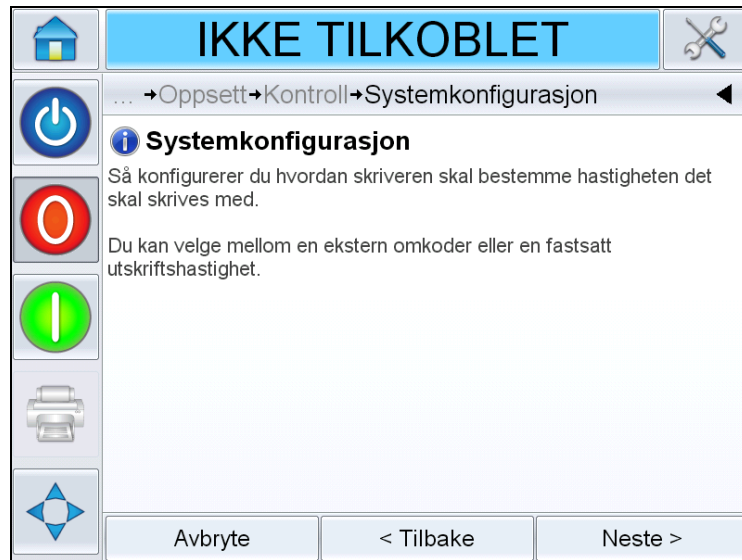 IKKE TILKOBLET
... →Oppsett→Kontroll→Systemkonfigurasjon
Systemkonfigurasjon
Så konfigurerer du hvordan skriveren skal bestemme hastigheten det
skal skrives med.
Du kan velge mellom en ekstern omkoder eller en fastsatt
utskriftshastighet.
Avbryte
< Tilbake
Neste >